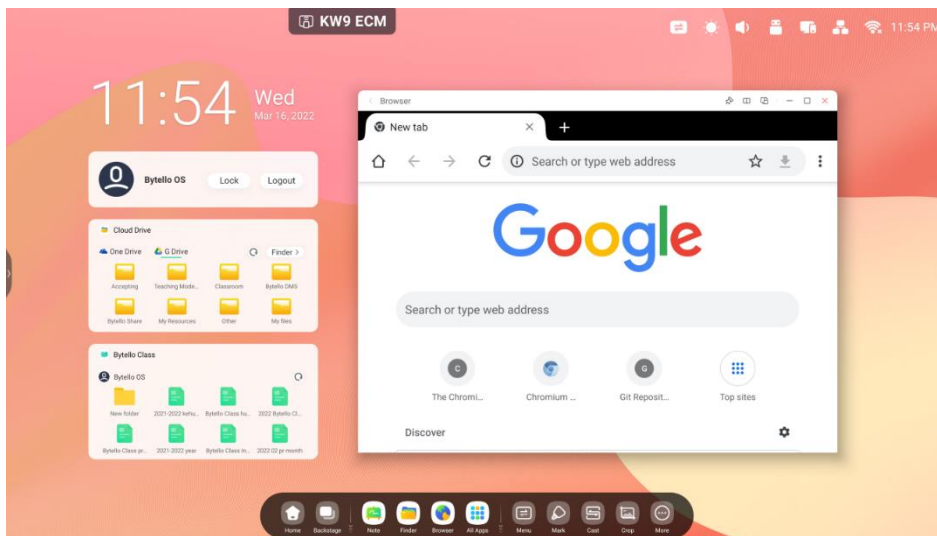 KW9 ECM
11:54 PM
11:54
Wed
Mar 16, 2022
Bytello OS
Lock
Logout
Cloud Drive
One Drive
G Drive
Finder >
Accepting
Teaching Mode..
Classroom
Bytello DMS
Bytello Share
My Resources
Other
My files
Bytello Class
Bytello OS
New folder
2021-2022 kehu..
Bytello Class hu..
2022 Bytello Cl..
Bytello Class pr..
2021-2022 year
Bytello Class in..
2022 02 pr month
Browser
New tab
Search or type web address
Google
Search or type web address
The Chromi...
Chromium ...
Git Reposit...
Top sites
Discover
Home
Backstage
Note
Finder
Browser
All Apps
Menu
Mark
Cast
Crop
More